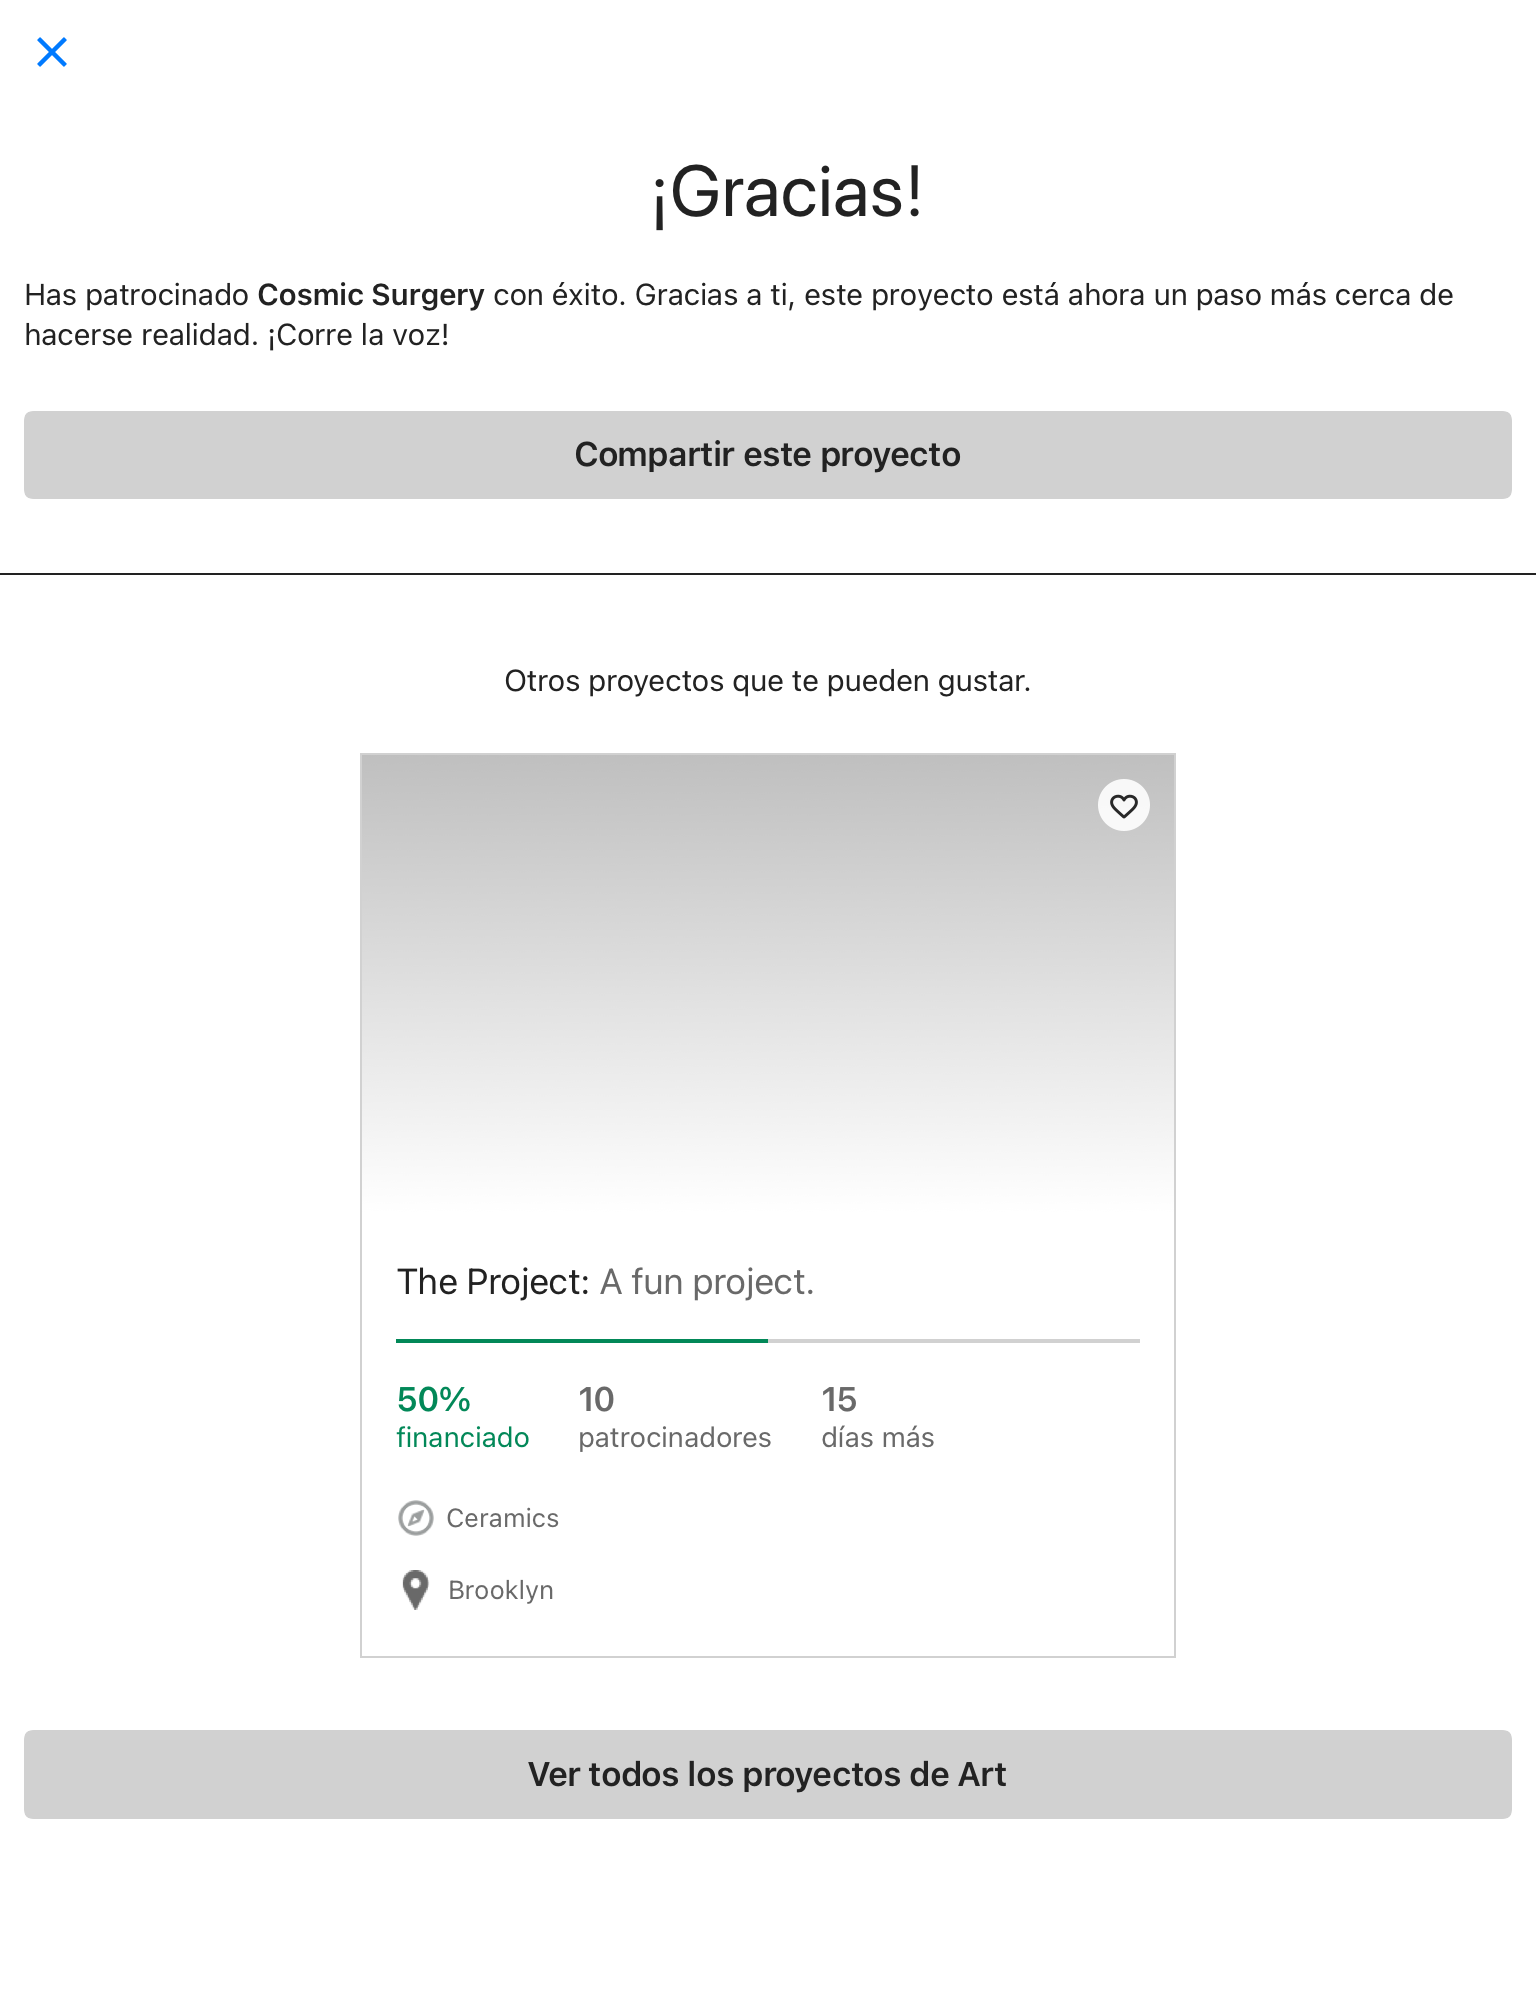 ¡Gracias!
Has patrocinado Cosmic Surgery con éxito. Gracias a ti, este proyecto está ahora un paso más cerca de
hacerse realidad. ¡Corre la voz!
Compartir este proyecto
Otros proyectos que te pueden gustar.
The Project: A fun project.
50% 10 15
financiado patrocinadores días más
Ceramics
Brooklyn
Ver todos los proyectos de Art